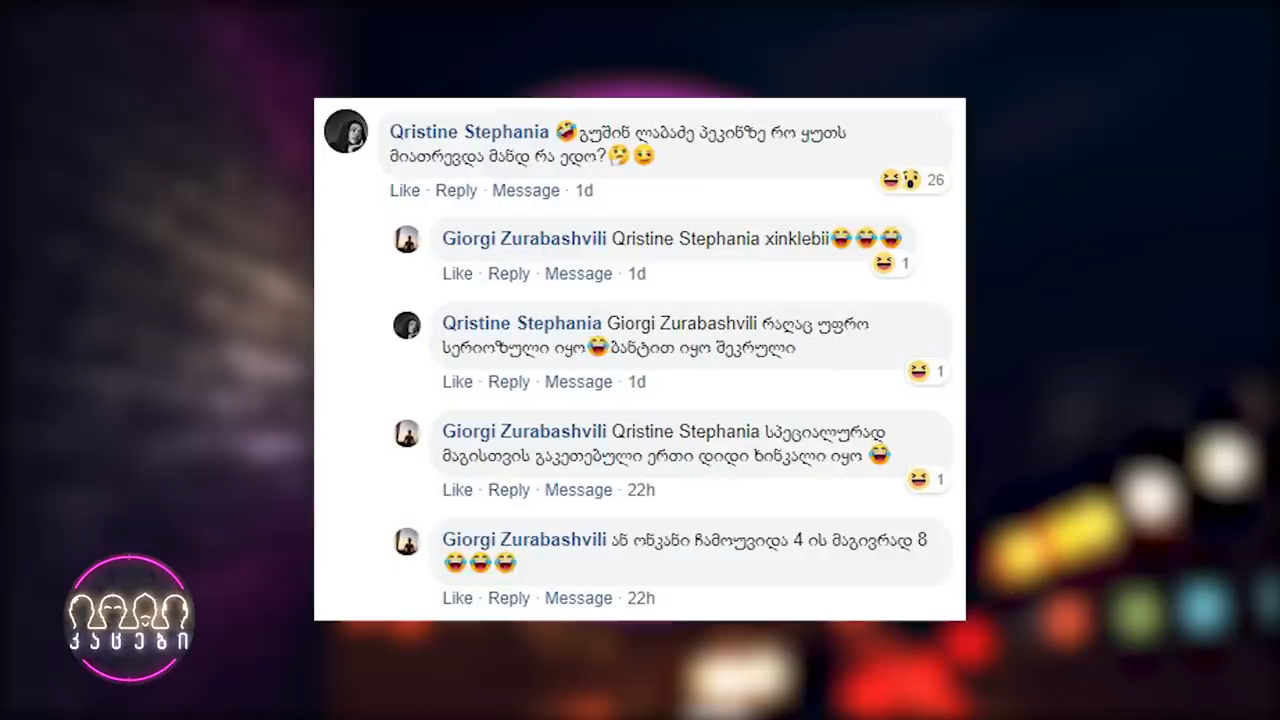 Qristine Stephania 🤣გუშინ ლაბაძე პეკინზე რო ყუთს
მიათრევდა მანდ რა ედო?🤔😉
26
Like · Reply · Message · 1d
Giorgi Zurabashvili Qristine Stephania xinklebii😂😂😂
1
Like · Reply · Message · 1d
Qristine Stephania Giorgi Zurabashvili რაღაც უფრო
სერიოზული იყო😂ბანტით იყო შეკრული
1
Like · Reply · Message · 1d
Giorgi Zurabashvili Qristine Stephania სპეციალურად
მაგისთვის გაკეთებული ერთი დიდი ხინკალი იყო 😂
1
Like · Reply · Message · 22h
Giorgi Zurabashvili ან ონკანი ჩამოუვიდა 4 ის მაგივრად 8
😂😂😂
Like · Reply · Message · 22h
კაცები